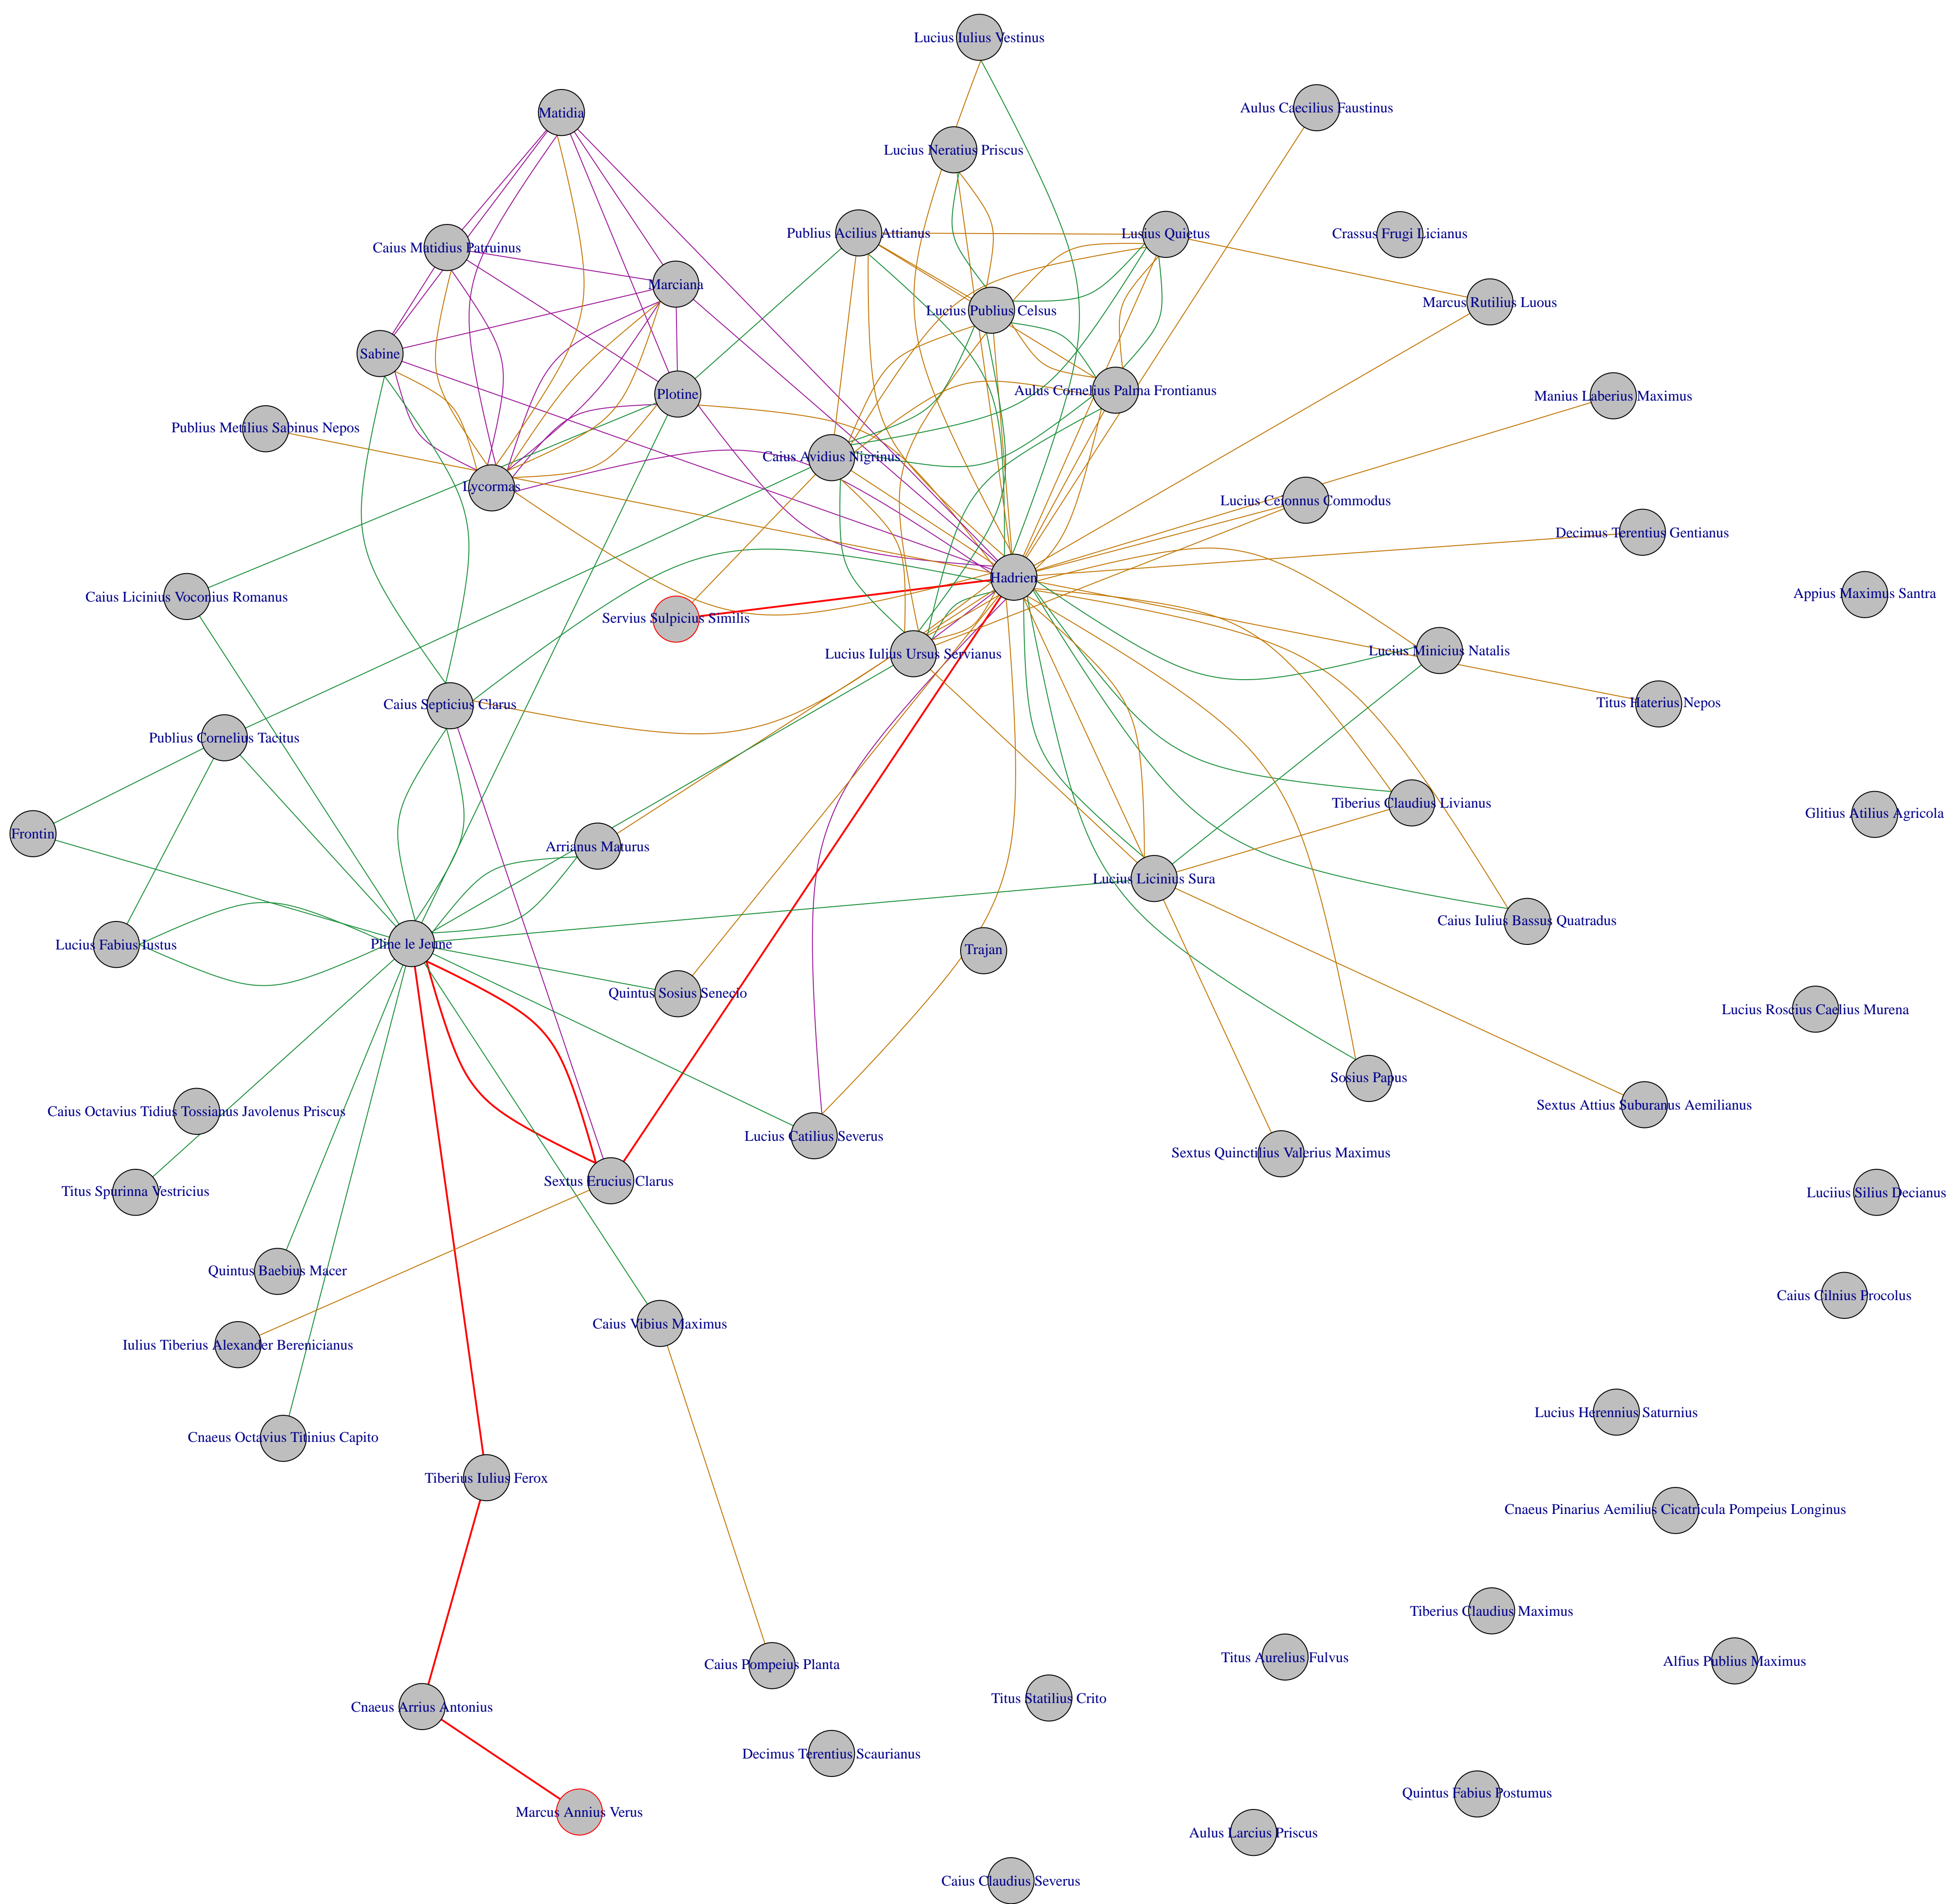 Lucius Iulius Vestinus
Aulus Caecilius Faustinus
Matidia
Lucius Neratius Priscus
Publius Acilius Attianus
Lusius Quietus
Crassus Frugi Licianus
Caius Matidius Patruinus
Marciana
Marcus Rutilius Luous
Lucius Publius Celsus
Sabine
Plotine
Aulus Cornelius Palma Frontianus
Manius Laberius Maximus
Publius Metilius Sabinus Nepos
Caius Avidius Nigrinus
Lycormas
Lucius Ceionnus Commodus
Decimus Terentius Gentianus
Hadrien
Caius Licinius Voconius Romanus
Appius Maximus Santra
Servius Sulpicius Similis
Lucius Iulius Ursus Servianus
Lucius Minicius Natalis
Caius Septicius Clarus
Titus Haterius Nepos
Publius Cornelius Tacitus
Tiberius Claudius Livianus
Glitius Atilius Agricola
Frontin
Arrianus Maturus
Lucius Licinius Sura
Caius Iulius Bassus Quatradus
Lucius Fabius Iustus
Pline le Jeune
Trajan
Quintus Sosius Senecio
Lucius Roscius Caelius Murena
Sosius Papus
Sextus Attius Suburanus Aemilianus
Caius Octavius Tidius Tossianus Javolenus Priscus
Lucius Catilius Severus
Sextus Quinctilius Valerius Maximus
Sextus Erucius Clarus
Titus Spurinna Vestricius
Luciius Silius Decianus
Quintus Baebius Macer
Caius Cilnius Procolus
Caius Vibius Maximus
Iulius Tiberius Alexander Berenicianus
Lucius Herennius Saturnius
Cnaeus Octavius Titinius Capito
Tiberius Iulius Ferox
Cnaeus Pinarius Aemilius Cicatricula Pompeius Longinus
Tiberius Claudius Maximus
Titus Aurelius Fulvus
Alfius Publius Maximus
Caius Pompeius Planta
Titus Statilius Crito
Cnaeus Arrius Antonius
Decimus Terentius Scaurianus
Quintus Fabius Postumus
Marcus Annius Verus
Aulus Larcius Priscus
Caius Claudius Severus